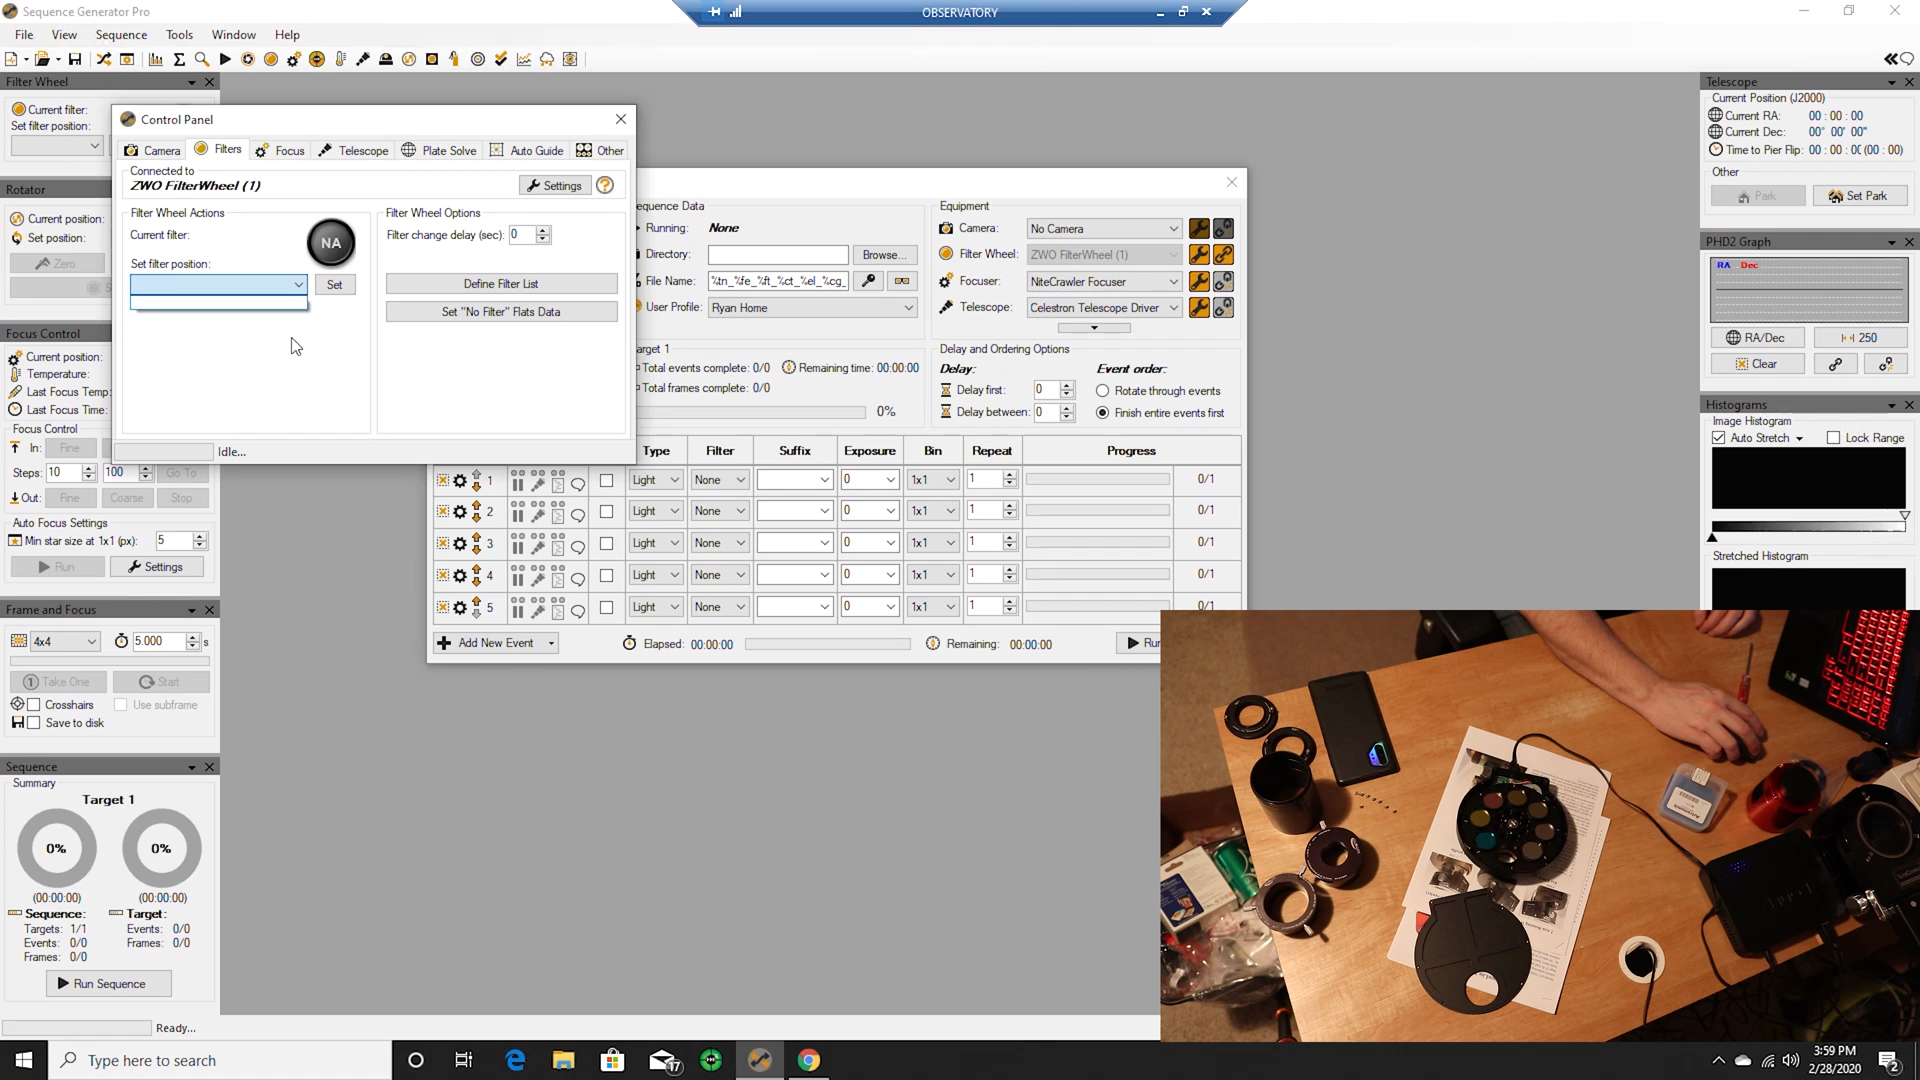 Sequence Generator Pro
OBSERVATORY
File View Sequence Tools Window Help
Filter Wheel
Current filter:
Set filter position:
Rotator
Current position:
Set position:
Zero
Focus Control
Current position:
Temperature:
Last Focus Temp:
Last Focus Time:
Focus Control
In: Fine
Steps: 10 100 Go To
Out: Fine Coarse Stop
Auto Focus Settings
Min star size at 1x1 (px): 5
Run Settings
Frame and Focus
4x4 5.000 s
Take One Start
Crosshairs Use subframe
Save to disk
Sequence
Summary
Target 1
0% 0%
(00:00:00) (00:00:00)
Sequence: Target:
Targets: 1/1 Events: 0/0
Events: 0/0 Frames: 0/0
Frames: 0/0
Run Sequence
Ready...
Control Panel
Camera Filters Focus Telescope Plate Solve Auto Guide Other
Connected to
ZWO FilterWheel (1)
Settings
Filter Wheel Actions
Current filter:
NA
Set filter position:
Set
Filter Wheel Options
Filter change delay (sec): 0
Define Filter List
Set "No Filter" Flats Data
Idle...
equence Data
Running: None
Directory: Browse...
File Name: %tn_%fe_%ft_%ct_%el_%cg_
User Profile: Ryan Home
Equipment
Camera: No Camera
Filter Wheel: ZWO FilterWheel (1)
Focuser: NiteCrawler Focuser
Telescope: Celestron Telescope Driver
arget 1
Total events complete: 0/0 Remaining time: 00:00:00
Total frames complete: 0/0
0%
Delay and Ordering Options
Delay: Event order:
Delay first: 0 Rotate through events
Delay between: 0 Finish entire events first
Type Filter Suffix Exposure Bin Repeat Progress
1 Light None 0 1x1 1 0/1
2 Light None 0 1x1 1 0/1
3 Light None 0 1x1 1 0/1
4 Light None 0 1x1 1 0/1
5 Light None 0 1x1 1 0/1
Add New Event Elapsed: 00:00:00 Remaining: 00:00:00 Run
Telescope
Current Position (J2000)
Current RA: 00 : 00 : 00
Current Dec: 00° 00' 00"
Time to Pier Flip: 00 : 00 : 0( (00 : 00)
Other
Park Set Park
PHD2 Graph
RA Dec
RA/Dec 250
Clear
Histograms
Image Histogram
Auto Stretch Lock Range
Stretched Histogram
Type here to search
17
3:59 PM
2/28/2020
2